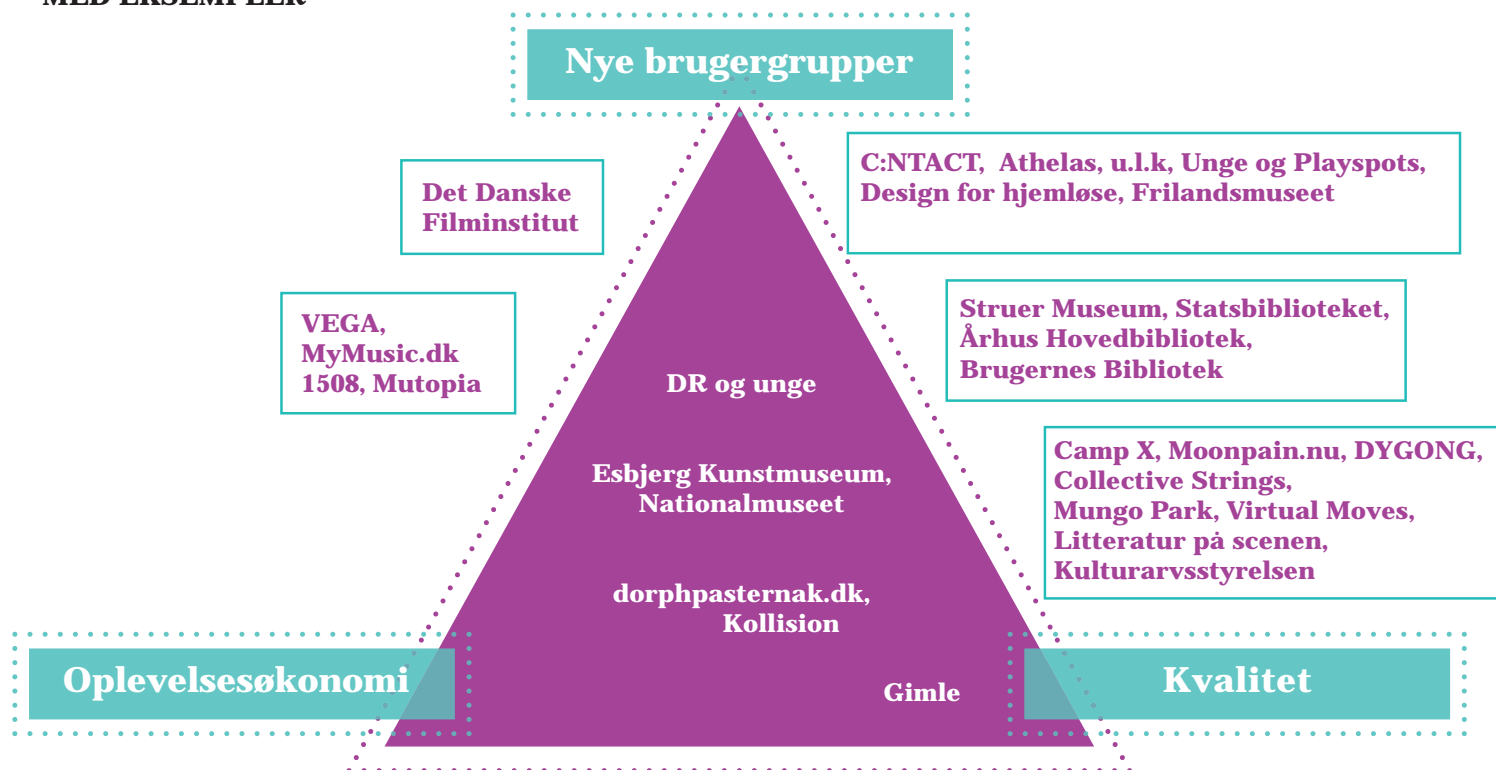 MED EKSEMPLER
Nye brugergrupper
Det Danske
Filminstitut
C:NTACT, Athelas, u.l.k, Unge og Playspots,
Design for hjemløse, Frilandsmuseet
VEGA,
MyMusic.dk
1508, Mutopia
Struer Museum, Statsbiblioteket,
Århus Hovedbibliotek,
Brugernes Bibliotek
DR og unge
Esbjerg Kunstmuseum,
Nationalmuseet
Camp X, Moonpain.nu, DYGONG,
Collective Strings,
Mungo Park, Virtual Moves,
Litteratur på scenen,
Kulturarvsstyrelsen
dorphpasternak.dk,
Kollision
Oplevelsesøkonomi
Gimle
Kvalitet